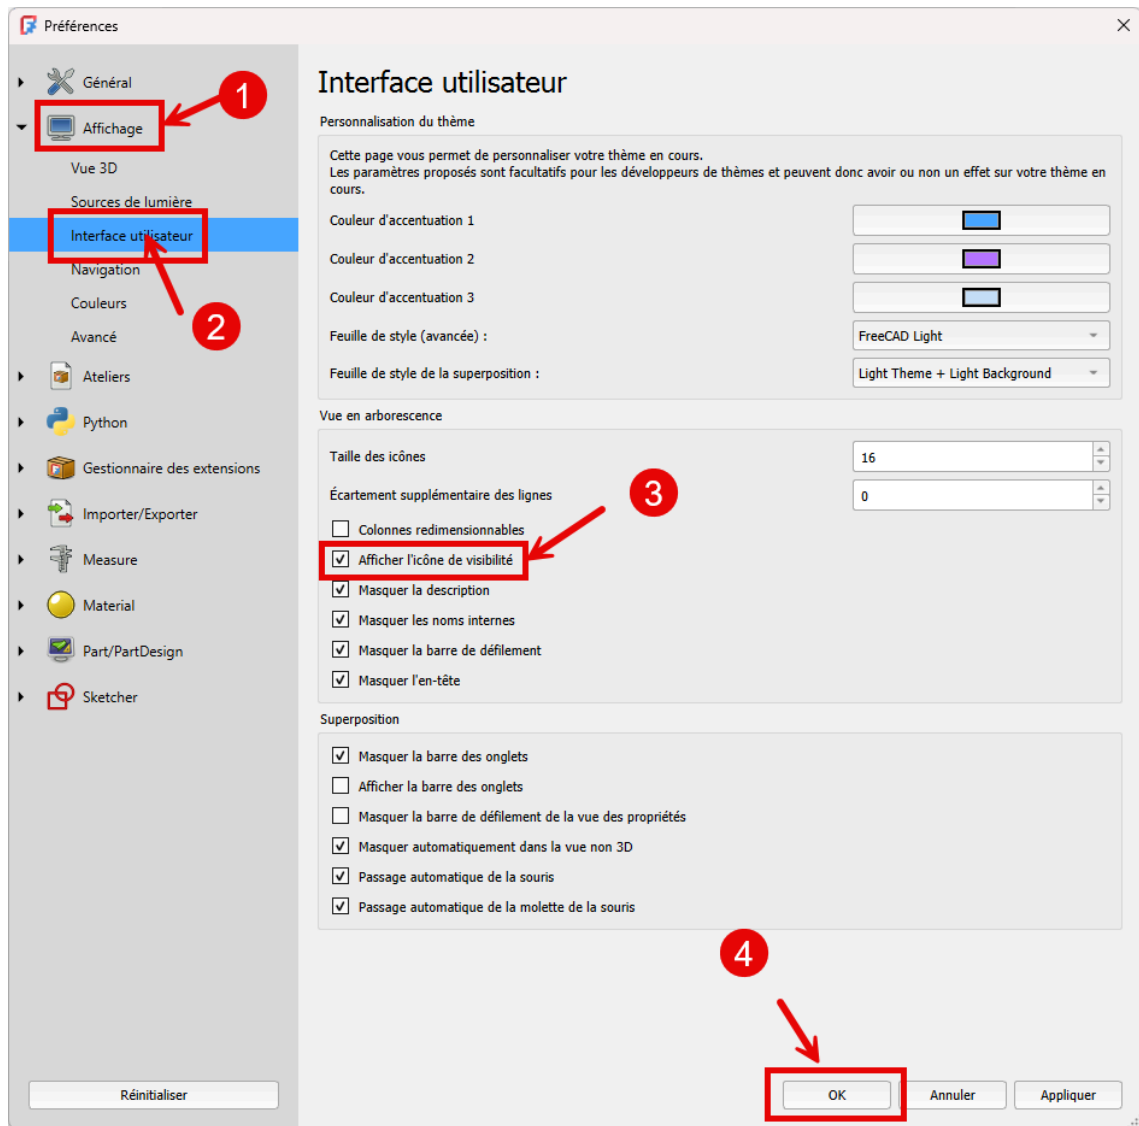 Préférences
Général
1
Affichage
Vue 3D
Sources de lumière
Interface utilisateur
Navigation
2
Couleurs
Avancé
Ateliers
Python
Gestionnaire des extensions
Importer/Exporter
Measure
Material
Part/PartDesign
Sketcher
Réinitialiser
Interface utilisateur
Personnalisation du thème
Cette page vous permet de personnaliser votre thème en cours.
Les paramètres proposés sont facultatifs pour les développeurs de thèmes et peuvent donc avoir ou non un effet sur votre thème en
cours.
Couleur d'accentuation 1
Couleur d'accentuation 2
Couleur d'accentuation 3
Feuille de style (avancée) : FreeCAD Light
Feuille de style de la superposition : Light Theme + Light Background
Vue en arborescence
Taille des icônes 16
Écartement supplémentaire des lignes 0
3
Colonnes redimensionnables
Afficher l'icône de visibilité
Masquer la description
Masquer les noms internes
Masquer la barre de défilement
Masquer l'en-tête
Superposition
Masquer la barre des onglets
Afficher la barre des onglets
Masquer la barre de défilement de la vue des propriétés
Masquer automatiquement dans la vue non 3D
Passage automatique de la souris
Passage automatique de la molette de la souris
4
OK Annuler Appliquer